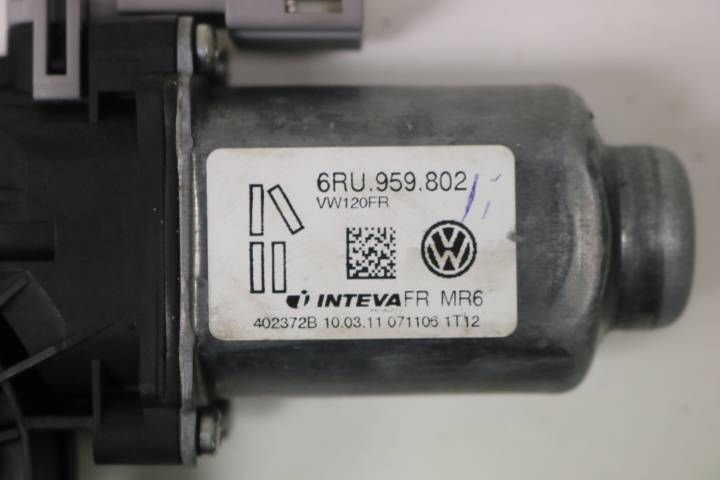 6RU.959.802
VW120FR
INTEVA FR MR6
402372B 10.03.11 071106 1T12